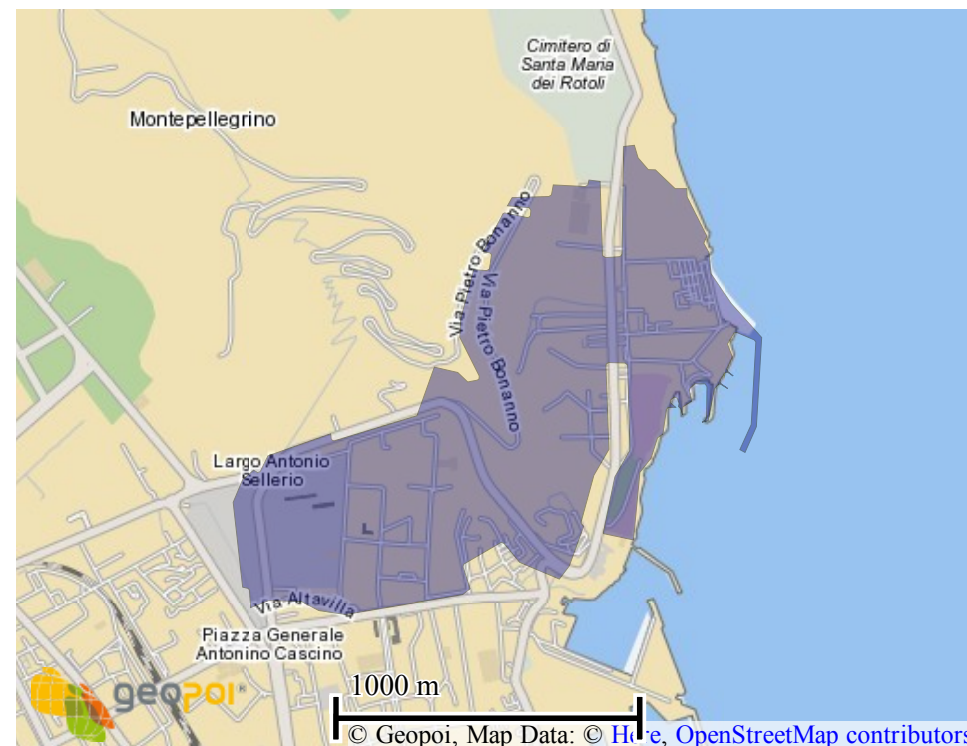 Cimitero di
Santa Maria
dei Rotoli
Montepellegrino
Via Pietro Bonanno
Via Pietro Bonanno
Largo Antonio
Sellerio
Via Altavilla
Piazza Generale
Antonino Cascino
geopoi®
1000 m
© Geopoi, Map Data: © Here, OpenStreetMap contributors